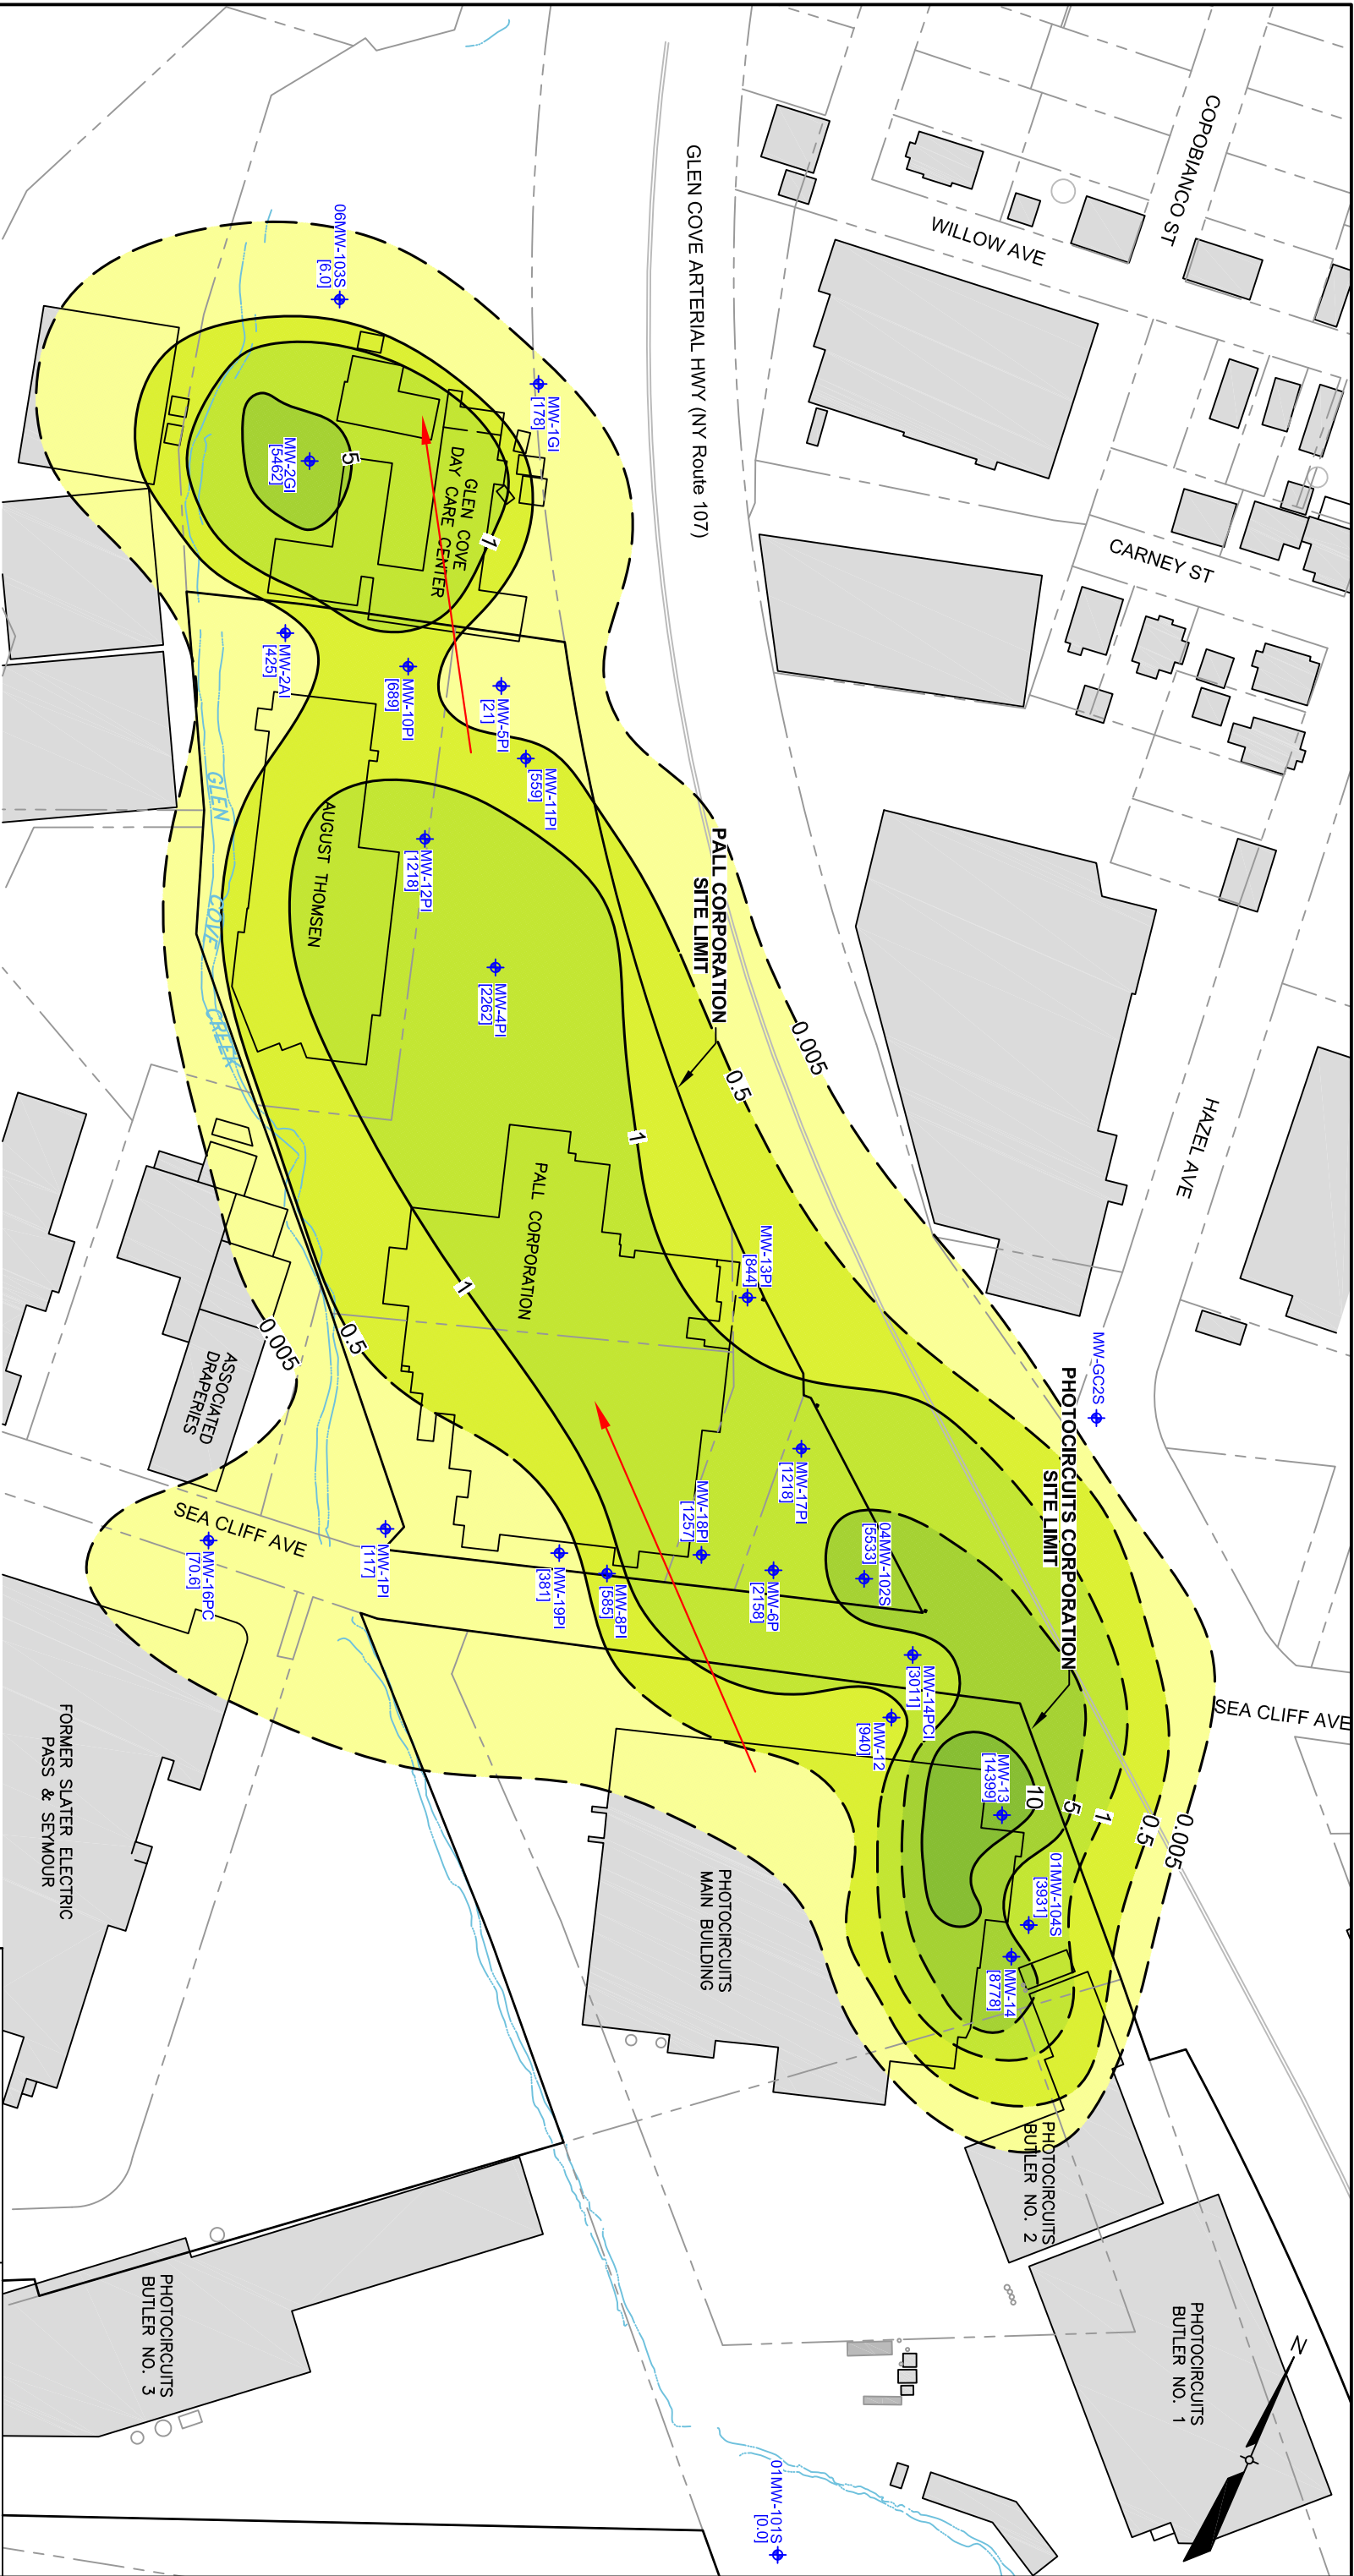 COPOBIANCO ST
WILLOW AVE
GLEN COVE ARTERIAL HWY (NY Route 107)
06MW-103S
[6.0]
MW-1GI
[178]
MW-2GI
[5462]
5
GLEN COVE
DAY CARE CENTER
1
CARNEY ST
MW-2AI
[425]
MW-10PI
[689]
MW-5PI
[21]
MW-11PI
[559]
GLEN COVE CREEK
AUGUST THOMSEN
MW-12PI
[1218]
MW-4PI
[2262]
PALL CORPORATION
SITE LIMIT
0.005
0.5
1
HAZEL AVE
PALL CORPORATION
1
MW-13PI
[844]
0.5
0.005
ASSOCIATED
DRAPERIES
MW-GC2S
PHOTOCIRCUITS CORPORATION
SITE LIMIT
MW-17PI
[1218]
MW-18PI
[1257]
04MW-102S
[5533]
SEA CLIFF AVE
MW-16PC
[70.6]
MW-1PI
[117]
MW-19PI
[381]
MW-8PI
[585]
MW-6P
[2158]
MW-14PCI
[3011]
MW-12
[940]
SEA CLIFF AVE
MW-13
[14399]
10
5
1
0.5
0.005
01MW-104S
[3931]
MW-14
[8778]
FORMER SLATER ELECTRIC
PASS & SEYMOUR
PHOTOCIRCUITS
MAIN BUILDING
PHOTOCIRCUITS
BUTLER NO. 2
PHOTOCIRCUITS
BUTLER NO. 3
PHOTOCIRCUITS
BUTLER NO. 1
N
01MW-101S
[0.0]